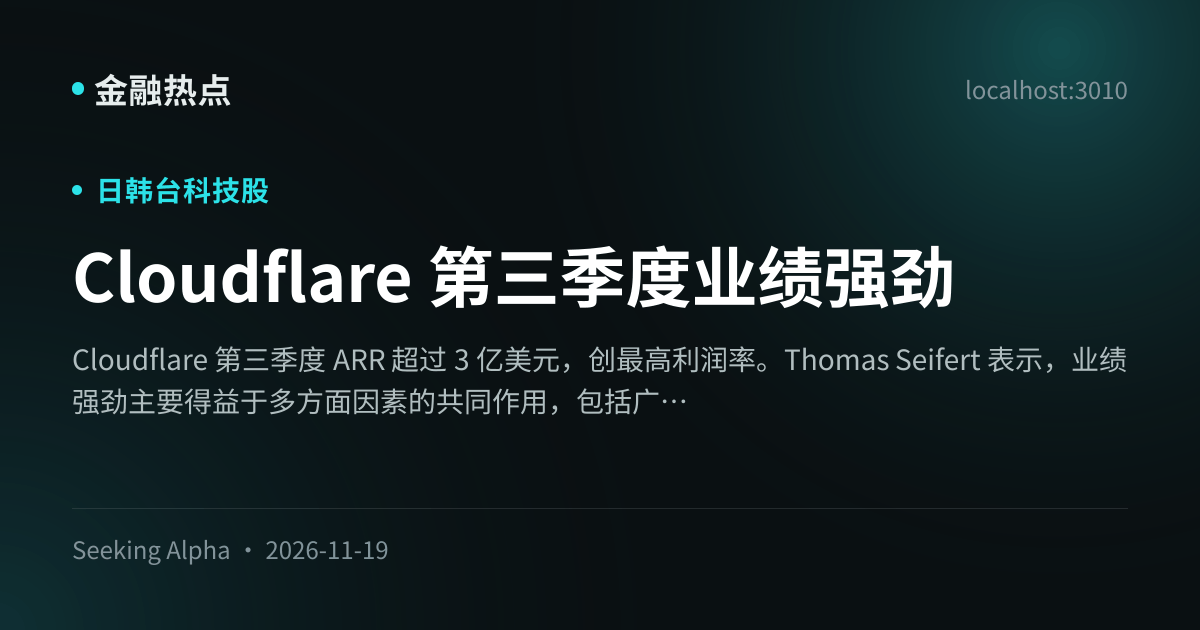 金融热点
localhost:3010
日韩台科技股
Cloudflare 第三季度业绩强劲
Cloudflare 第三季度 ARR 超过 3 亿美元，创最高利润率。Thomas Seifert 表示，业绩
强劲主要得益于多方面因素的共同作用，包括广…
Seeking Alpha · 2026-11-19